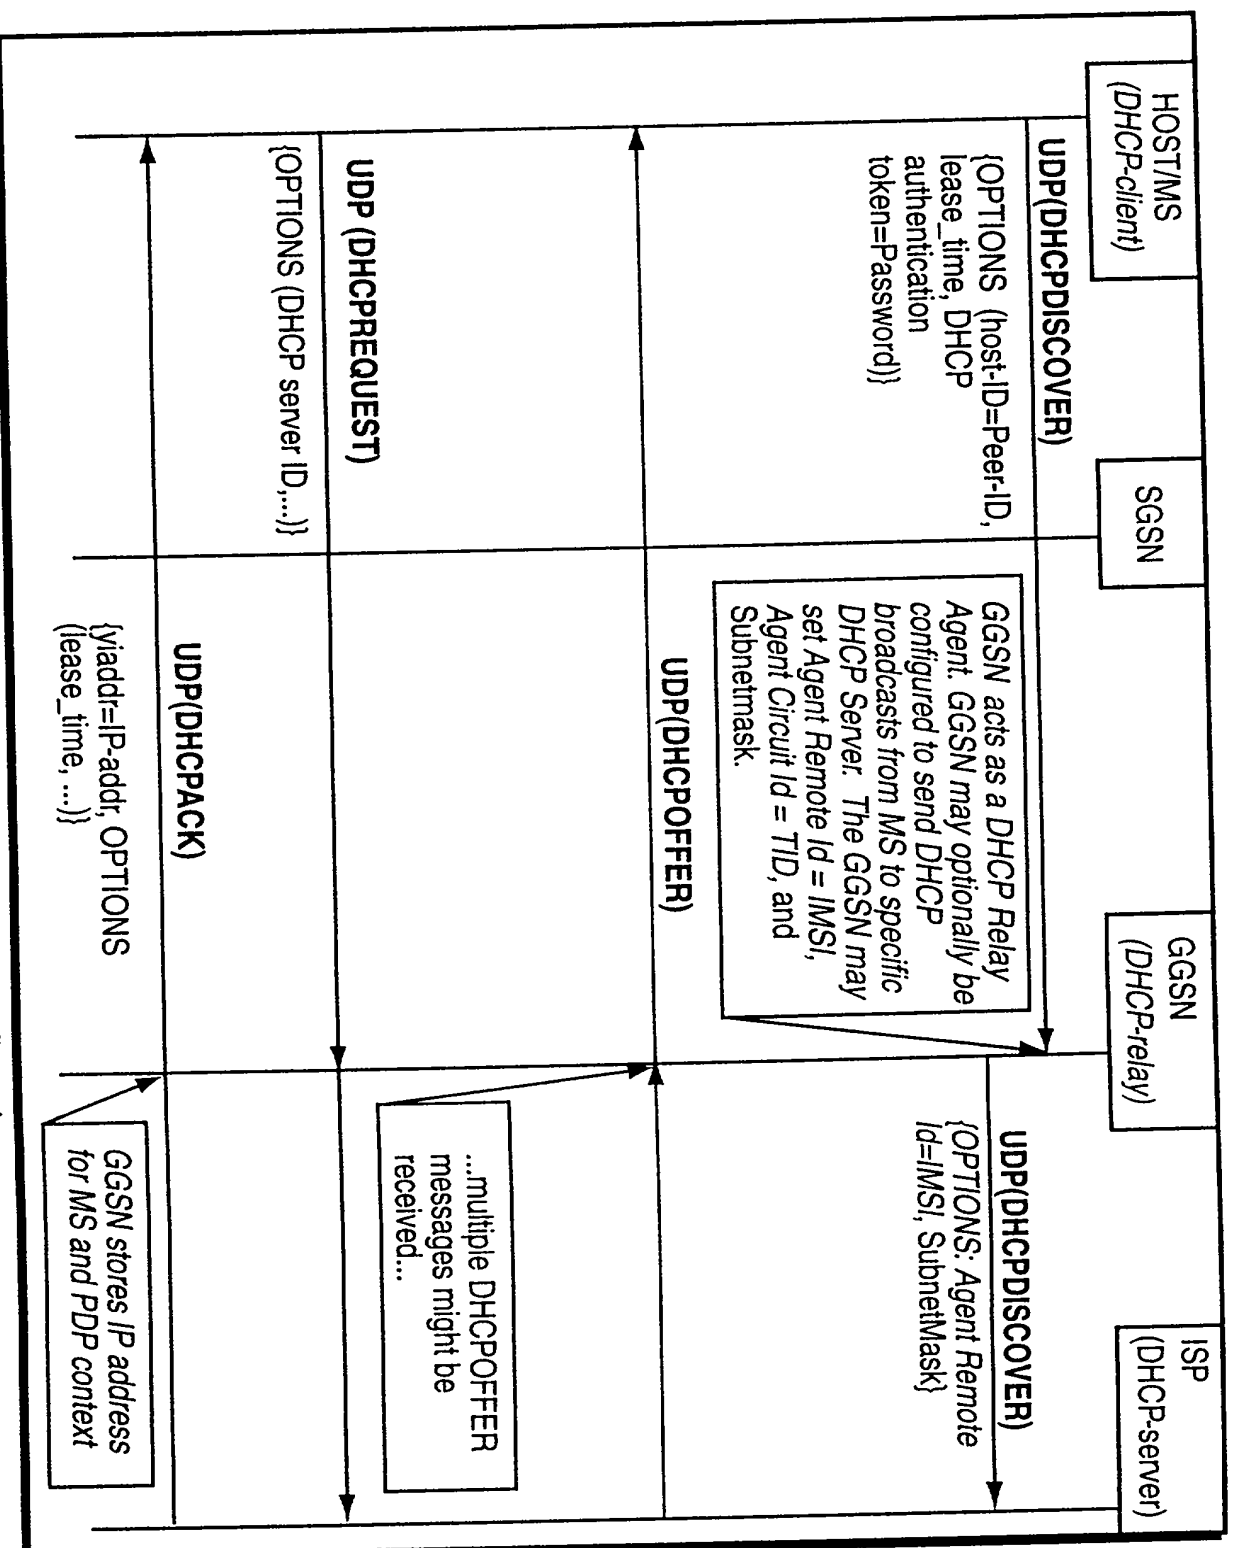 HOST/MS
(DHCP-client)
SGSN
GGSN
(DHCP-relay)
ISP
(DHCP-server)
UDP(DHCPDISCOVER)
{OPTIONS (host-ID=Peer-ID,
lease_time, DHCP
authentication
token=Password)}
GGSN acts as a DHCP Relay
Agent. GGSN may optionally be
configured to send DHCP
broadcasts from MS to specific
DHCP Server. The GGSN may
set Agent Remote Id = IMSI,
Agent Circuit Id = TID, and
Subnetmask.
UDP(DHCPDISCOVER)
{OPTIONS: Agent Remote
Id=IMSI, SubnetMask}
UDP(DHCPOFFER)
...multiple DHCPOFFER
messages might be
received...
UDP (DHCPREQUEST)
{OPTIONS (DHCP server ID,...)}
UDP(DHCPACK)
{yiaddr=IP-addr, OPTIONS
(lease_time, ...)}
GGSN stores IP address
for MS and PDP context